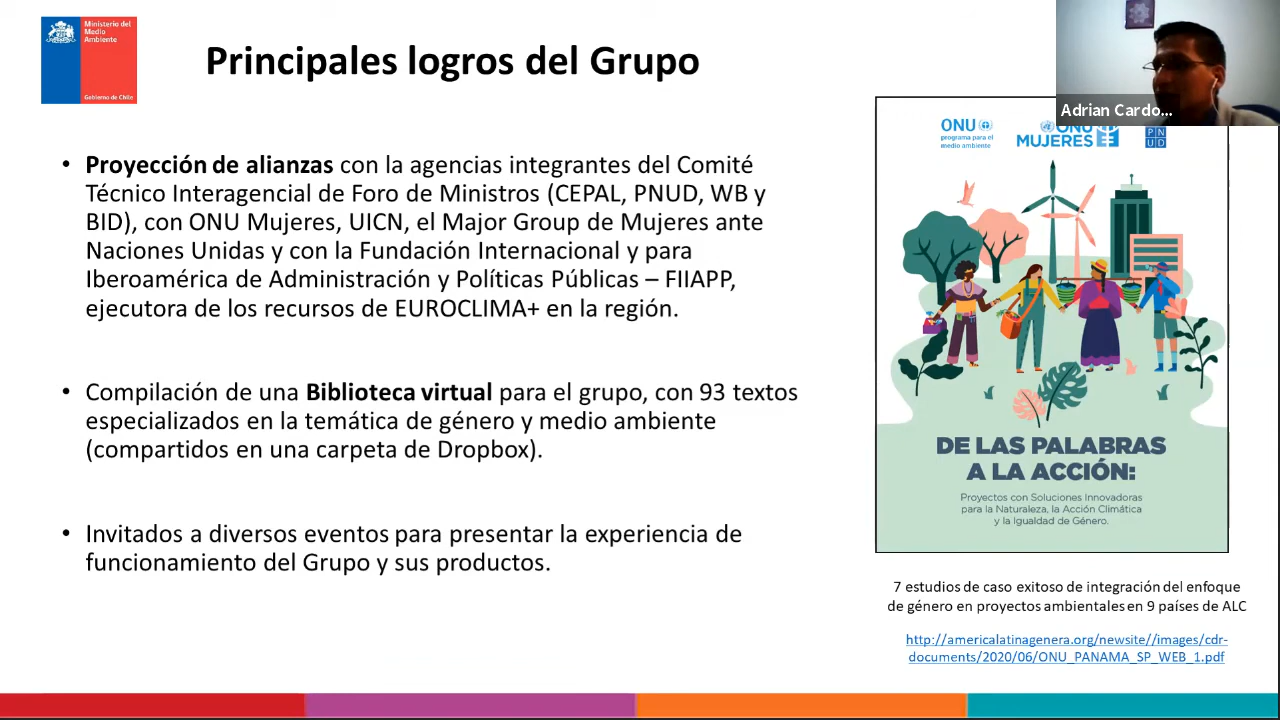 Ministerio del
Medio
Ambiente
Gobierno de Chile
Principales logros del Grupo
Adrian Cardo...
• Proyección de alianzas con la agencias integrantes del Comité
Técnico Interagencial de Foro de Ministros (CEPAL, PNUD, WB y
BID), con ONU Mujeres, UICN, el Major Group de Mujeres ante
Naciones Unidas y con la Fundación Internacional y para
Iberoamérica de Administración y Políticas Públicas – FIIAPP,
ejecutora de los recursos de EUROCLIMA+ en la región.
• Compilación de una Biblioteca virtual para el grupo, con 93 textos
especializados en la temática de género y medio ambiente
(compartidos en una carpeta de Dropbox).
• Invitados a diversos eventos para presentar la experiencia de
funcionamiento del Grupo y sus productos.
ONU
programa para el
medio ambiente
ONU
MUJERES
P N
U D
DE LAS PALABRAS
A LA ACCIÓN:
Proyectos con Soluciones Innovadoras
para la Naturaleza, la Acción Climática
y la Igualdad de Género.
7 estudios de caso exitoso de integración del enfoque
de género en proyectos ambientales en 9 países de ALC
http://americalatinagenera.org/newsite//images/cdr-
documents/2020/06/ONU_PANAMA_SP_WEB_1.pdf